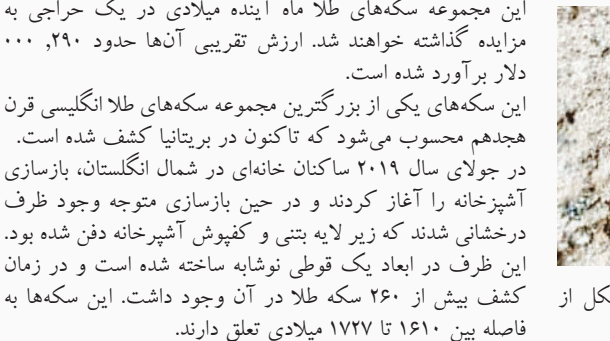 این مجموعه سکه‌های طلا ماه آینده میلادی در یک حراجی به
مزایده گذاشته خواهند شد. ارزش تقریبی آن‌ها حدود ۲۹۰, ۰۰۰
دلار برآورد شده است.
این سکه‌های یکی از بزرگترین مجموعه سکه‌های طلا انگلیسی قرن
هجدهم محسوب می‌شود که تاکنون در بریتانیا کشف شده است.
در جولای سال ۲۰۱۹ ساکنان خانه‌ای در شمال انگلستان، بازسازی
آشپزخانه را آغاز کردند و در حین بازسازی متوجه وجود ظرف
درخشانی شدند که زیر لایه بتنی و کفپوش آشپرخانه دفن شده بود.
این ظرف در ابعاد یک قوطی نوشابه ساخته شده است و در زمان
کشف بیش از ۲۶۰ سکه طلا در آن وجود داشت. این سکه‌ها به
فاصله بین ۱۶۱۰ تا ۱۷۲۷ میلادی تعلق دارند.
کل از